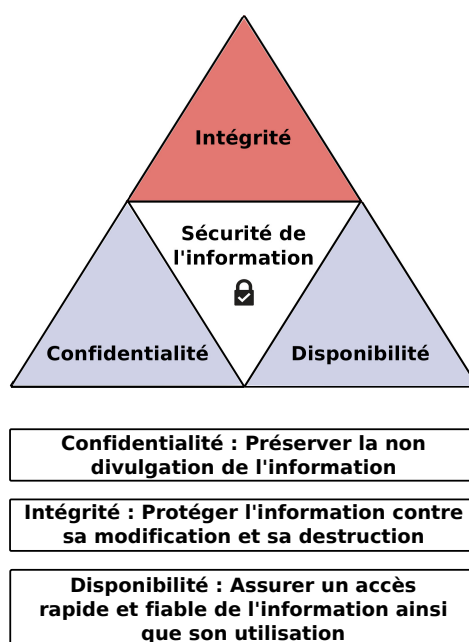 Intégrité
Sécurité de
l'information
Confidentialité
Disponibilité
Confidentialité : Préserver la non
divulgation de l'information
Intégrité : Protéger l'information contre
sa modification et sa destruction
Disponibilité : Assurer un accès
rapide et fiable de l'information ainsi
que son utilisation